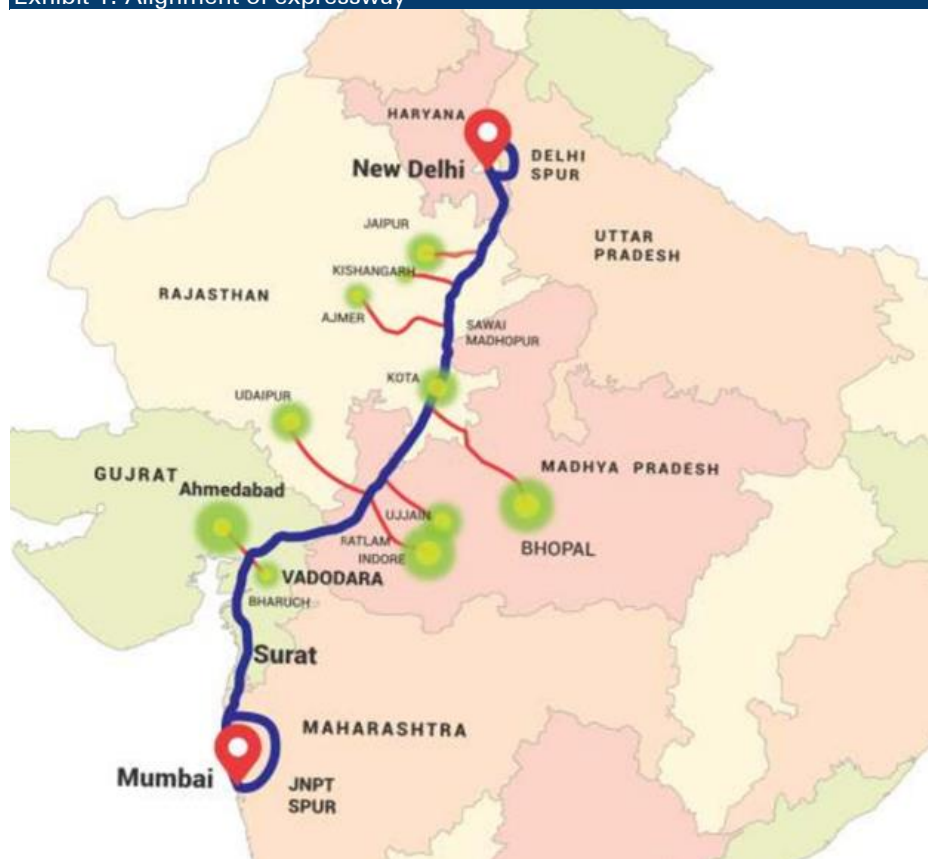 Exhibit 1: Alignment of expressway
HARYANA
New Delhi
DELHI
SPUR
JAIPUR
UTTAR
PRADESH
KISHANGARH
RAJASTHAN
AJMER
SAWAI
MADHOPUR
KOTA
UDAIPUR
MADHYA PRADESH
GUJRAT
Ahmedabad
UJJAIN
RATLAM
INDORE
BHOPAL
VADODARA
BHARUCH
Surat
MAHARASHTRA
Mumbai
JNPT
SPUR